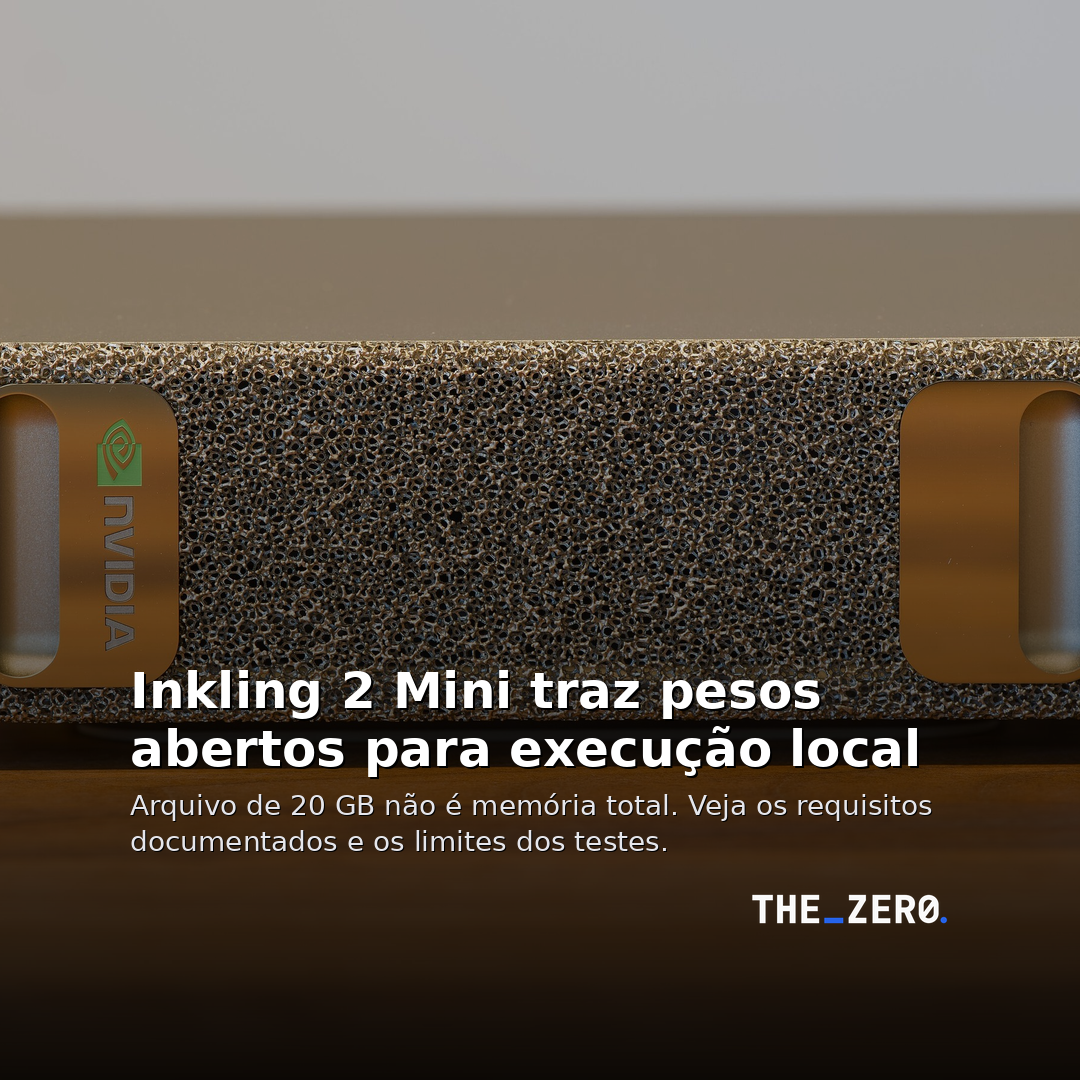 NVIDIA
Inkling 2 Mini traz pesos
abertos para execução local
Arquivo de 20 GB não é memória total. Veja os requisitos
documentados e os limites dos testes.
THE_ZERO.